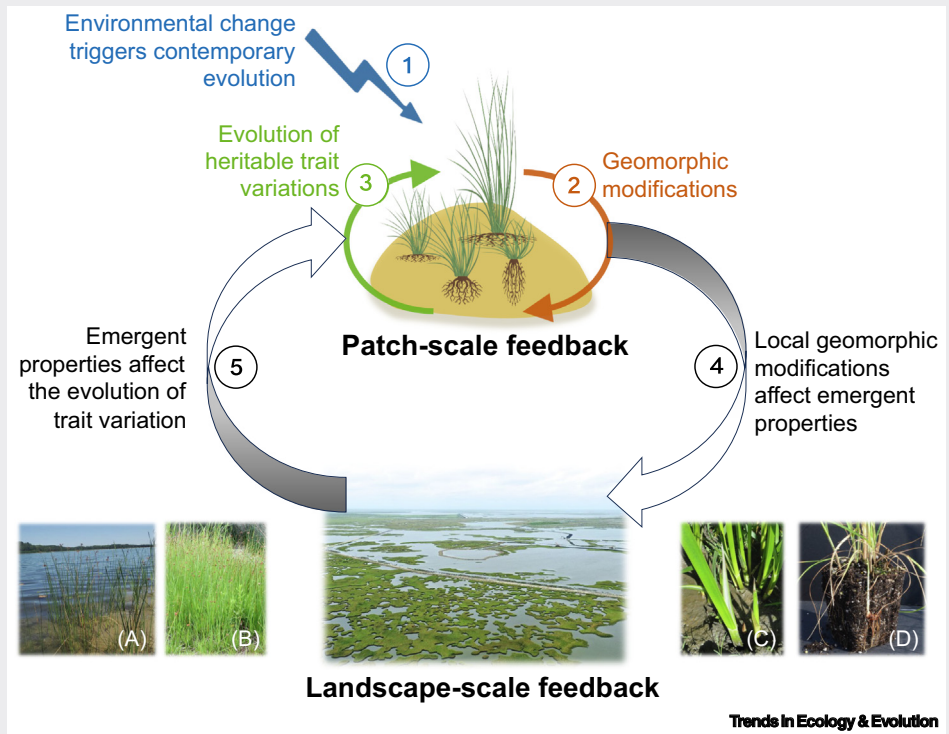 Environmental change
triggers contemporary
evolution
1
Evolution of
heritable trait
variations
3
2
Geomorphic
modifications
Patch-scale feedback
Emergent
properties affect
the evolution of
trait variation
5
4
Local geomorphic
modifications
affect emergent
properties
(A)
(B)
(C)
(D)
Landscape-scale feedback
Trends in Ecology & Evolution